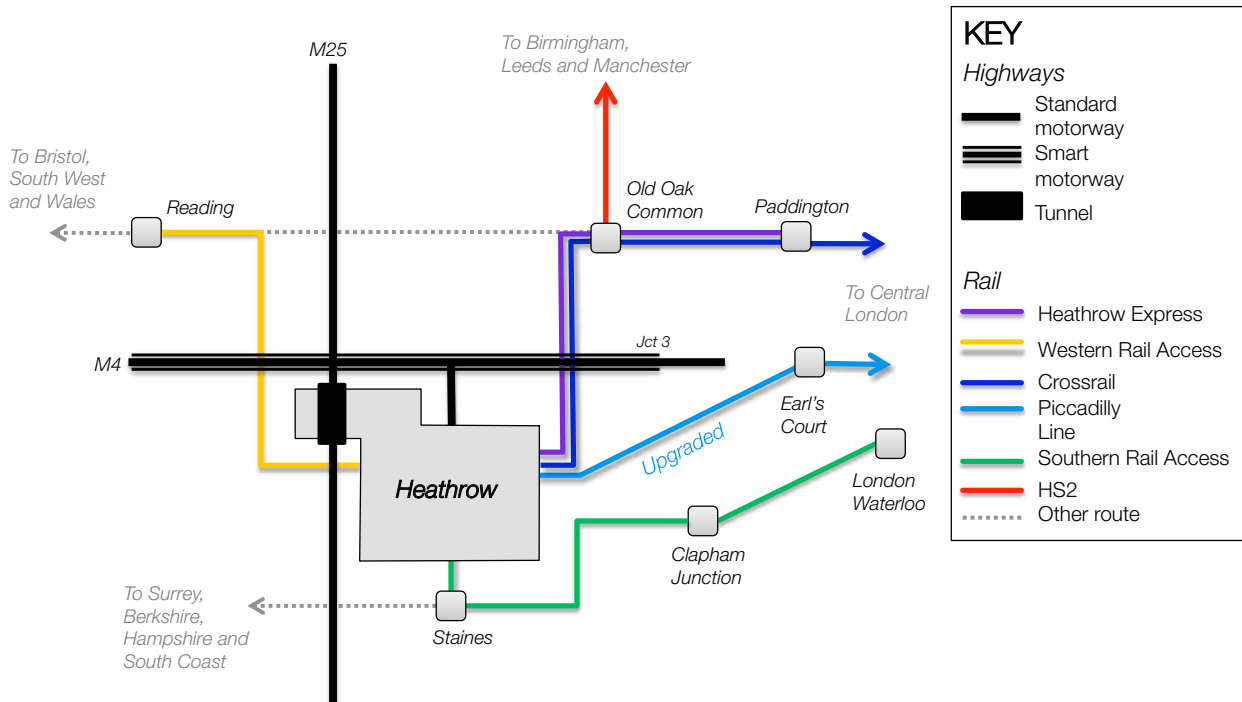 M25
To Birmingham,
Leeds and Manchester
To Bristol,
South West
and Wales
Reading
Old Oak
Common
Paddington
To Central
London
M4
Jct 3
Earl's
Court
Upgraded
Heathrow
London
Waterloo
Clapham
Junction
To Surrey,
Berkshire,
Hampshire and
South Coast
Staines
KEY
Highways
Standard
motorway
Smart
motorway
Tunnel
Rail
Heathrow Express
Western Rail Access
Crossrail
Piccadilly
Line
Southern Rail Access
HS2
Other route